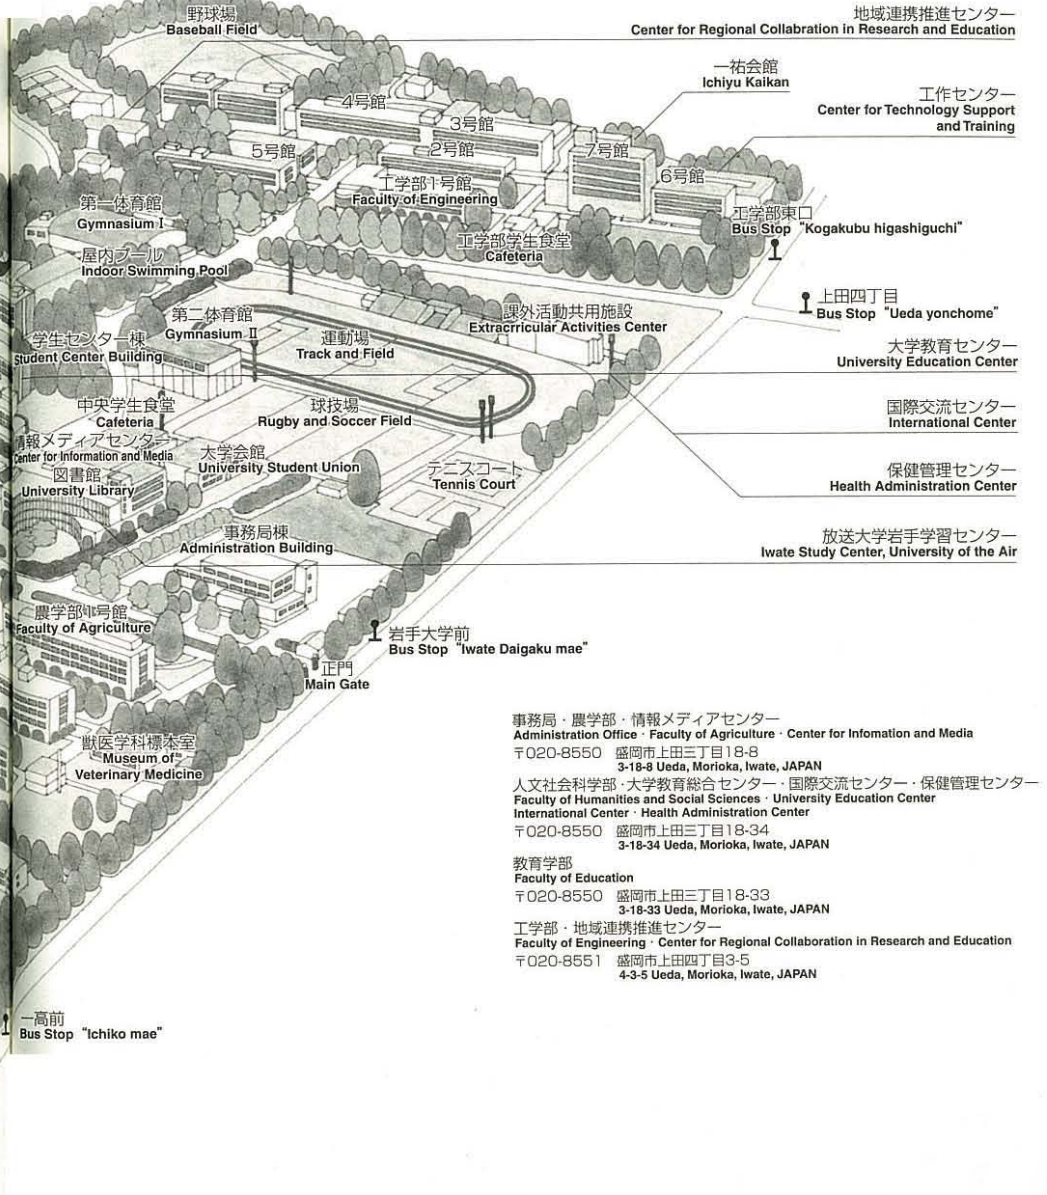 野球場
Baseball Field
地域連携推進センター
Center for Regional Collabration in Research and Education
一祐会館
Ichiyu Kaikan
工作センター
Center for Technology Support
and Training
4号館
3号館
5号館
2号館
7号館
6号館
工学部1号館
Faculty of Engineering
第一体育館
Gymnasium I
工学部東口
Bus Stop “Kogakubu higashiguchi”
工学部学生食堂
Cafeteria
屋内プール
Indoor Swimming Pool
上田四丁目
Bus Stop “Ueda yonchome”
第二体育館
Gymnasium II
課外活動共用施設
Extracrricular Activities Center
学生センター棟
Student Center Building
運動場
Track and Field
大学教育センター
University Education Center
中央学生食堂
Cafeteria
球技場
Rugby and Soccer Field
国際交流センター
International Center
情報メディアセンター
Center for Information and Media
大学会館
University Student Union
図書館
University Library
テニスコート
Tennis Court
保健管理センター
Health Administration Center
事務局棟
Administration Building
放送大学岩手学習センター
Iwate Study Center, University of the Air
農学部1号館
Faculty of Agriculture
岩手大学前
Bus Stop “Iwate Daigaku mae”
正門
Main Gate
獣医学科標本室
Museum of
Veterinary Medicine
事務局・農学部・情報メディアセンター
Administration Office · Faculty of Agriculture · Center for Infomation and Media
〒020-8550 盛岡市上田三丁目18-8
3-18-8 Ueda, Morioka, Iwate, JAPAN
人文社会科学部・大学教育総合センター・国際交流センター・保健管理センター
Faculty of Humanities and Social Sciences · University Education Center
International Center · Health Administration Center
〒020-8550 盛岡市上田三丁目18-34
3-18-34 Ueda, Morioka, Iwate, JAPAN
教育学部
Faculty of Education
〒020-8550 盛岡市上田三丁目18-33
3-18-33 Ueda, Morioka, Iwate, JAPAN
工学部・地域連携推進センター
Faculty of Engineering · Center for Regional Collaboration in Research and Education
〒020-8551 盛岡市上田四丁目3-5
4-3-5 Ueda, Morioka, Iwate, JAPAN
一高前
Bus Stop “Ichiko mae”